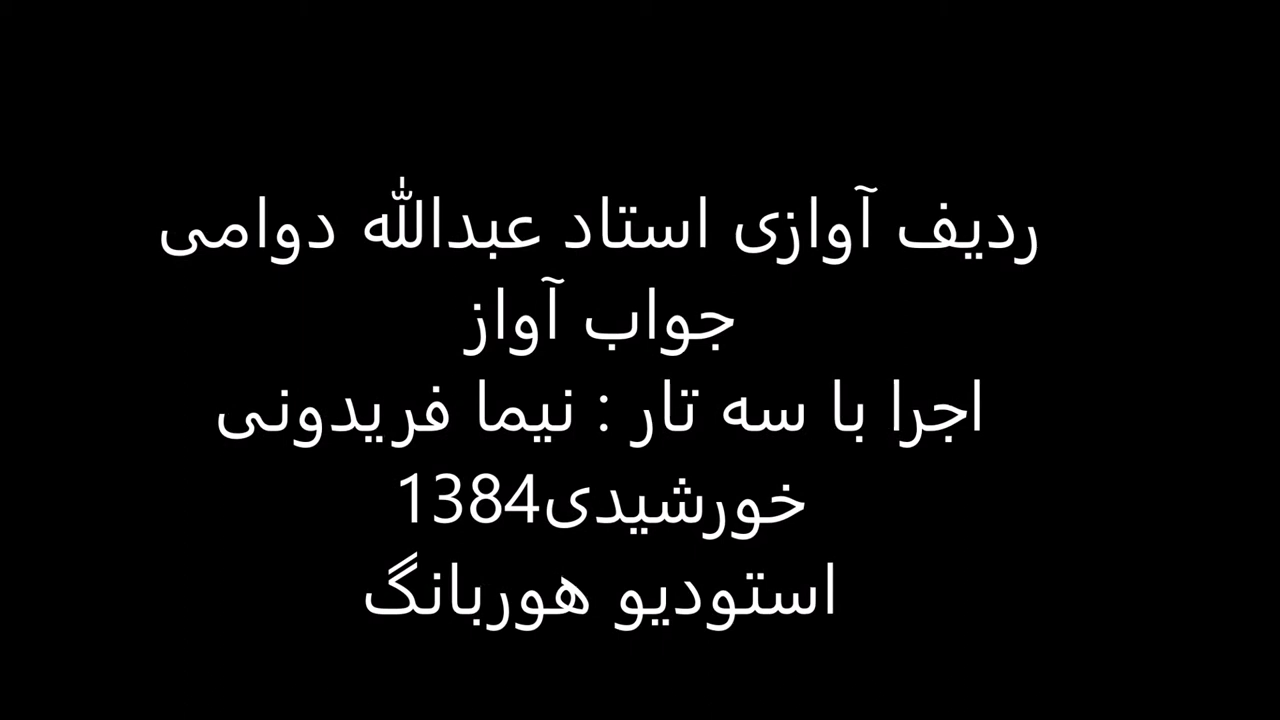 ردیف آوازی استاد عبدالله دوامی
جواب آواز
اجرا با سه تار : نیما فریدونی
خورشیدی1384
استودیو هوربانگ